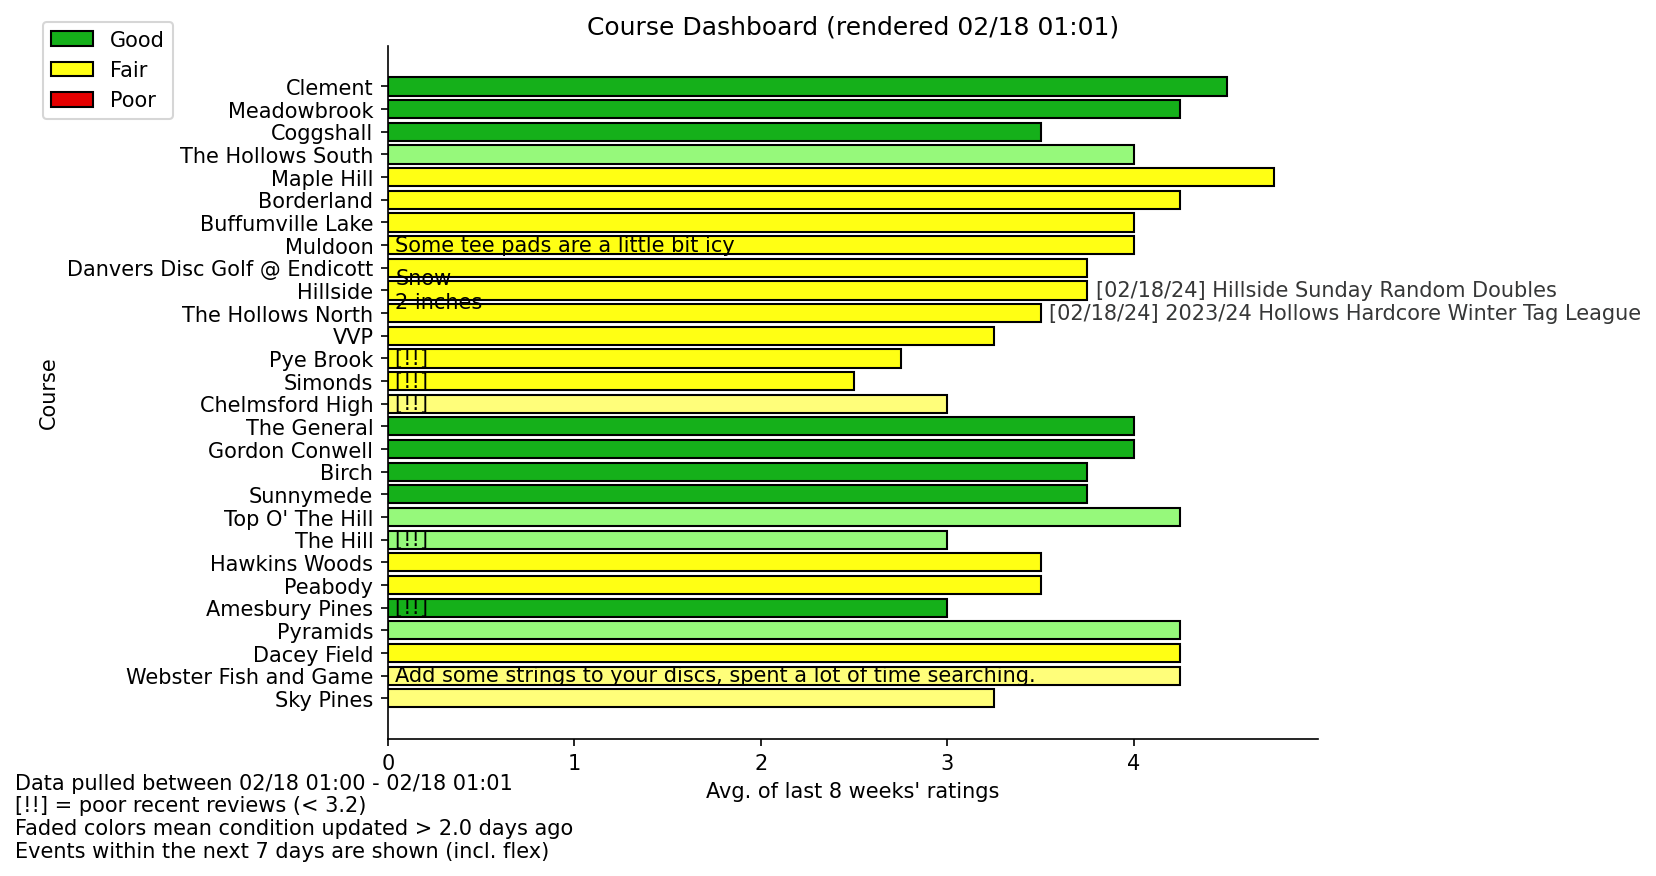 Course Dashboard (rendered 02/18 01:01)
Good
Fair
Poor
Course
Clement
Meadowbrook
Coggshall
The Hollows South
Maple Hill
Borderland
Buffumville Lake
Muldoon
Some tee pads are a little bit icy
Danvers Disc Golf @ Endicott
Hillside
Snow
2 inches
[02/18/24] Hillside Sunday Random Doubles
The Hollows North
[02/18/24] 2023/24 Hollows Hardcore Winter Tag League
VVP
Pye Brook
[!!]
Simonds
[!!]
Chelmsford High
[!!]
The General
Gordon Conwell
Birch
Sunnymede
Top O' The Hill
The Hill
[!!]
Hawkins Woods
Peabody
Amesbury Pines
[!!]
Pyramids
Dacey Field
Webster Fish and Game
Add some strings to your discs, spent a lot of time searching.
Sky Pines
0 1 2 3 4
Avg. of last 8 weeks' ratings
Data pulled between 02/18 01:00 - 02/18 01:01
[!!] = poor recent reviews (< 3.2)
Faded colors mean condition updated > 2.0 days ago
Events within the next 7 days are shown (incl. flex)